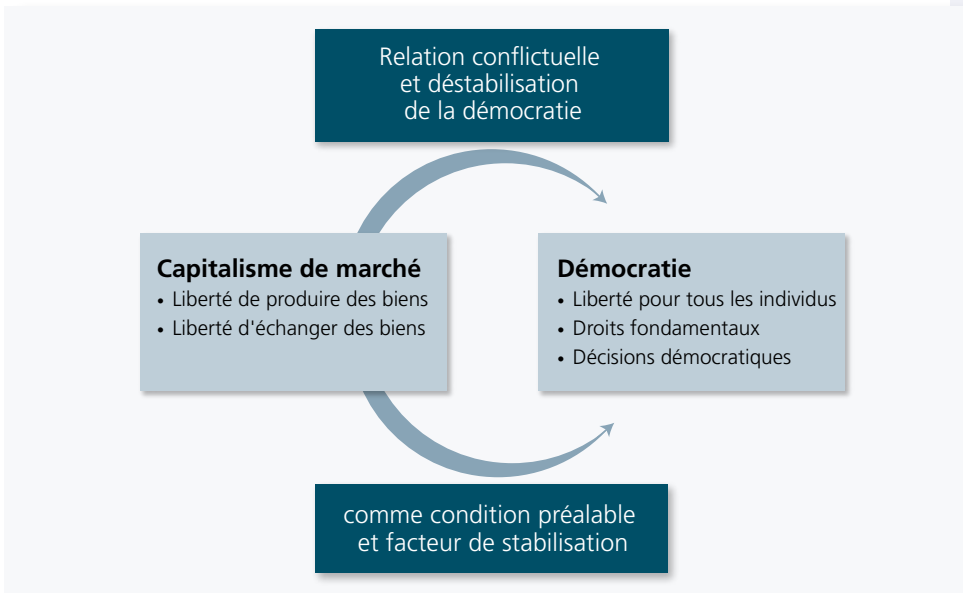 Relation conflictuelle
et déstabilisation
de la démocratie
Capitalisme de marché
• Liberté de produire des biens
• Liberté d'échanger des biens
Démocratie
• Liberté pour tous les individus
• Droits fondamentaux
• Décisions démocratiques
comme condition préalable
et facteur de stabilisation